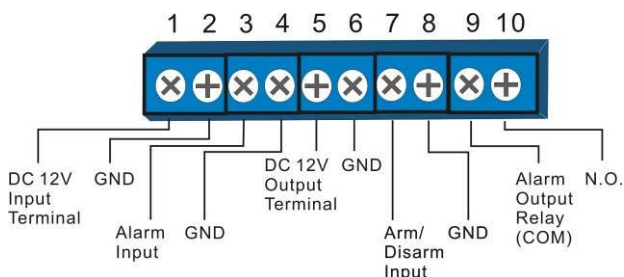 1 2 3 4 5 6 7 8 9 10
DC 12V
Input
Terminal
GND
Alarm
Input
GND
DC 12V
Output
Terminal
GND
Arm/
Disarm
Input
GND
Alarm
Output
Relay
(COM)
N.O.